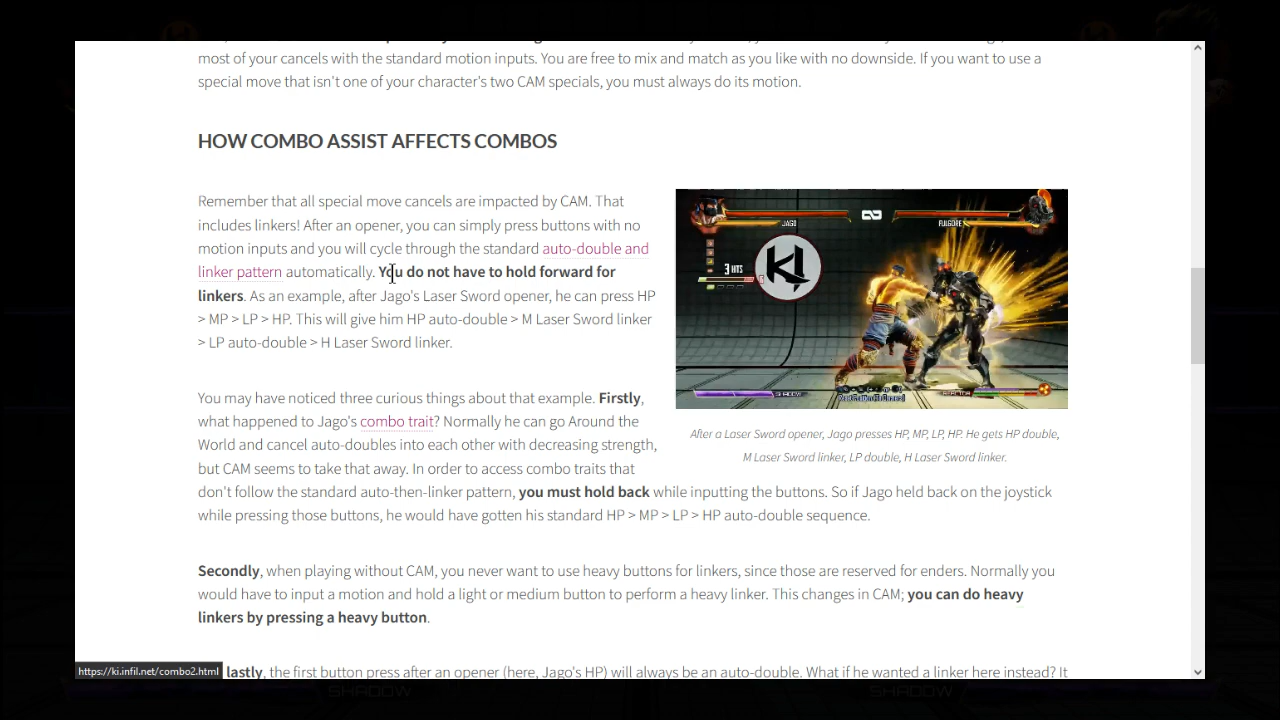 most of your cancels with the standard motion inputs. You are free to mix and match as you like with no downside. If you want to use a
special move that isn't one of your character's two CAM specials, you must always do its motion.
HOW COMBO ASSIST AFFECTS COMBOS
Remember that all special move cancels are impacted by CAM. That
includes linkers! After an opener, you can simply press buttons with no
motion inputs and you will cycle through the standard auto-double and
linker pattern automatically. You do not have to hold forward for
linkers. As an example, after Jago's Laser Sword opener, he can press HP
> MP > LP > HP. This will give him HP auto-double > M Laser Sword linker
> LP auto-double > H Laser Sword linker.
JAGO
FULGORE
3 HITS
KI
SHADOW
REACTOR
After a Laser Sword opener, Jago presses HP, MP, LP, HP. He gets HP double,
M Laser Sword linker, LP double, H Laser Sword linker.
You may have noticed three curious things about that example. Firstly,
what happened to Jago's combo trait? Normally he can go Around the
World and cancel auto-doubles into each other with decreasing strength,
but CAM seems to take that away. In order to access combo traits that
don't follow the standard auto-then-linker pattern, you must hold back while inputting the buttons. So if Jago held back on the joystick
while pressing those buttons, he would have gotten his standard HP > MP > LP > HP auto-double sequence.
Secondly, when playing without CAM, you never want to use heavy buttons for linkers, since those are reserved for enders. Normally you
would have to input a motion and hold a light or medium button to perform a heavy linker. This changes in CAM; you can do heavy
linkers by pressing a heavy button.
lastly, the first button press after an opener (here, Jago's HP) will always be an auto-double. What if he wanted a linker here instead? It
https://ki.infil.net/combo2.html
SHADOW
SHADOW